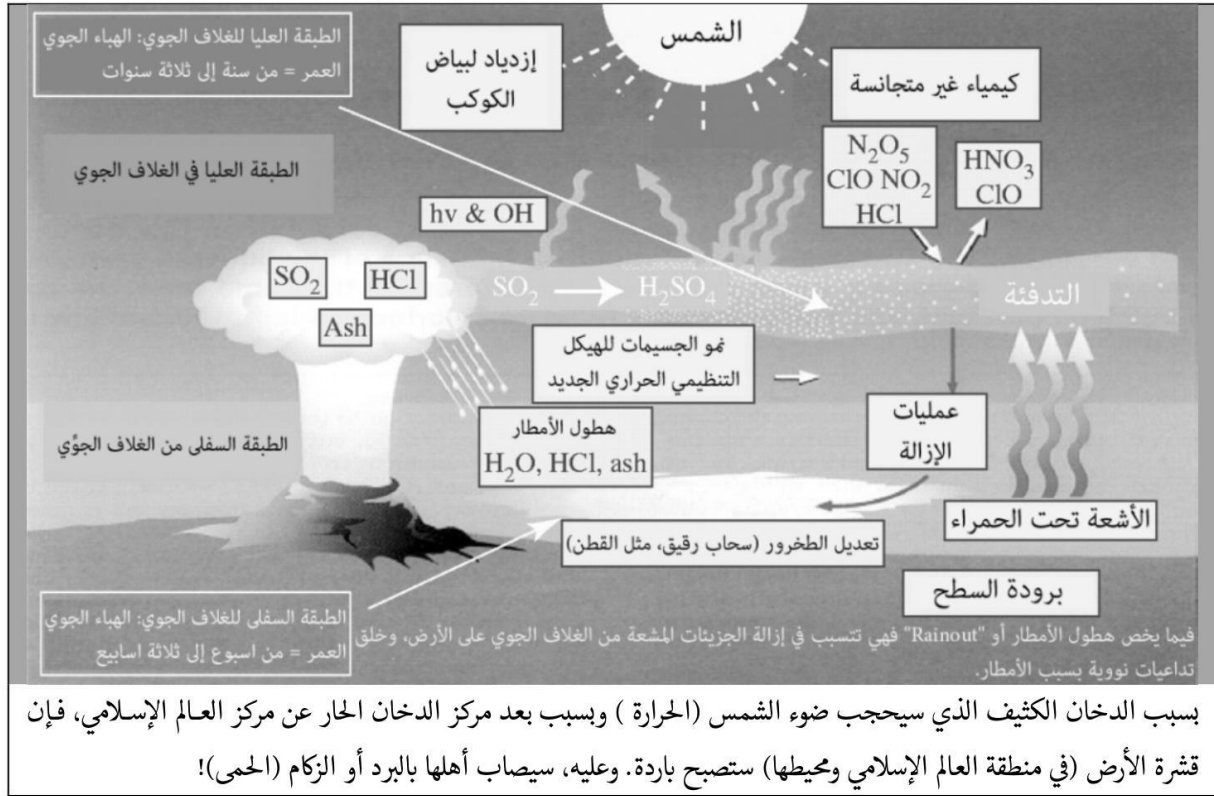 الطبقة العليا للغلاف الجوي: الهباء الجوي
العمر = من سنة إلى ثلاثة سنوات
إزدياد لبياض
الكوكب
الشمس
كيمياء غير متجانسة
N₂O₅
ClO NO₂
HCl
HNO₃
ClO
الطبقة العليا في الغلاف الجوي
hv & OH
SO₂
HCl
Ash
SO₂
H₂SO₄
التدفئة
نمو الجسيمات للهيكل
التنظيمي الحراري الجديد
عمليات
الإزالة
هطول الأمطار
H₂O, HCl, ash
الطبقة السفلى من الغلاف الجوِّي
الأشعة تحت الحمراء
تعديل الطخرور (سحاب رقيق، مثل القطن)
برودة السطح
الطبقة السفلى للغلاف الجوي: الهباء الجوي
العمر = من اسبوع إلى ثلاثة اسابيع
فيما يخص هطول الأمطار أو "Rainout" فهي تتسبب في إزالة الجزيئات المشعة من الغلاف الجوي على الأرض، وخلق
تداعيات نووية بسبب الأمطار.
بسبب الدخان الكثيف الذي سيحجب ضوء الشمس (الحرارة ) وبسبب بعد مركز الدخان الحار عن مركز العالم الإسلامي، فإن
قشرة الأرض (في منطقة العالم الإسلامي ومحيطها) ستصبح باردة. وعليه، سيصاب أهلها بالبرد أو الزكام (الحمى)!